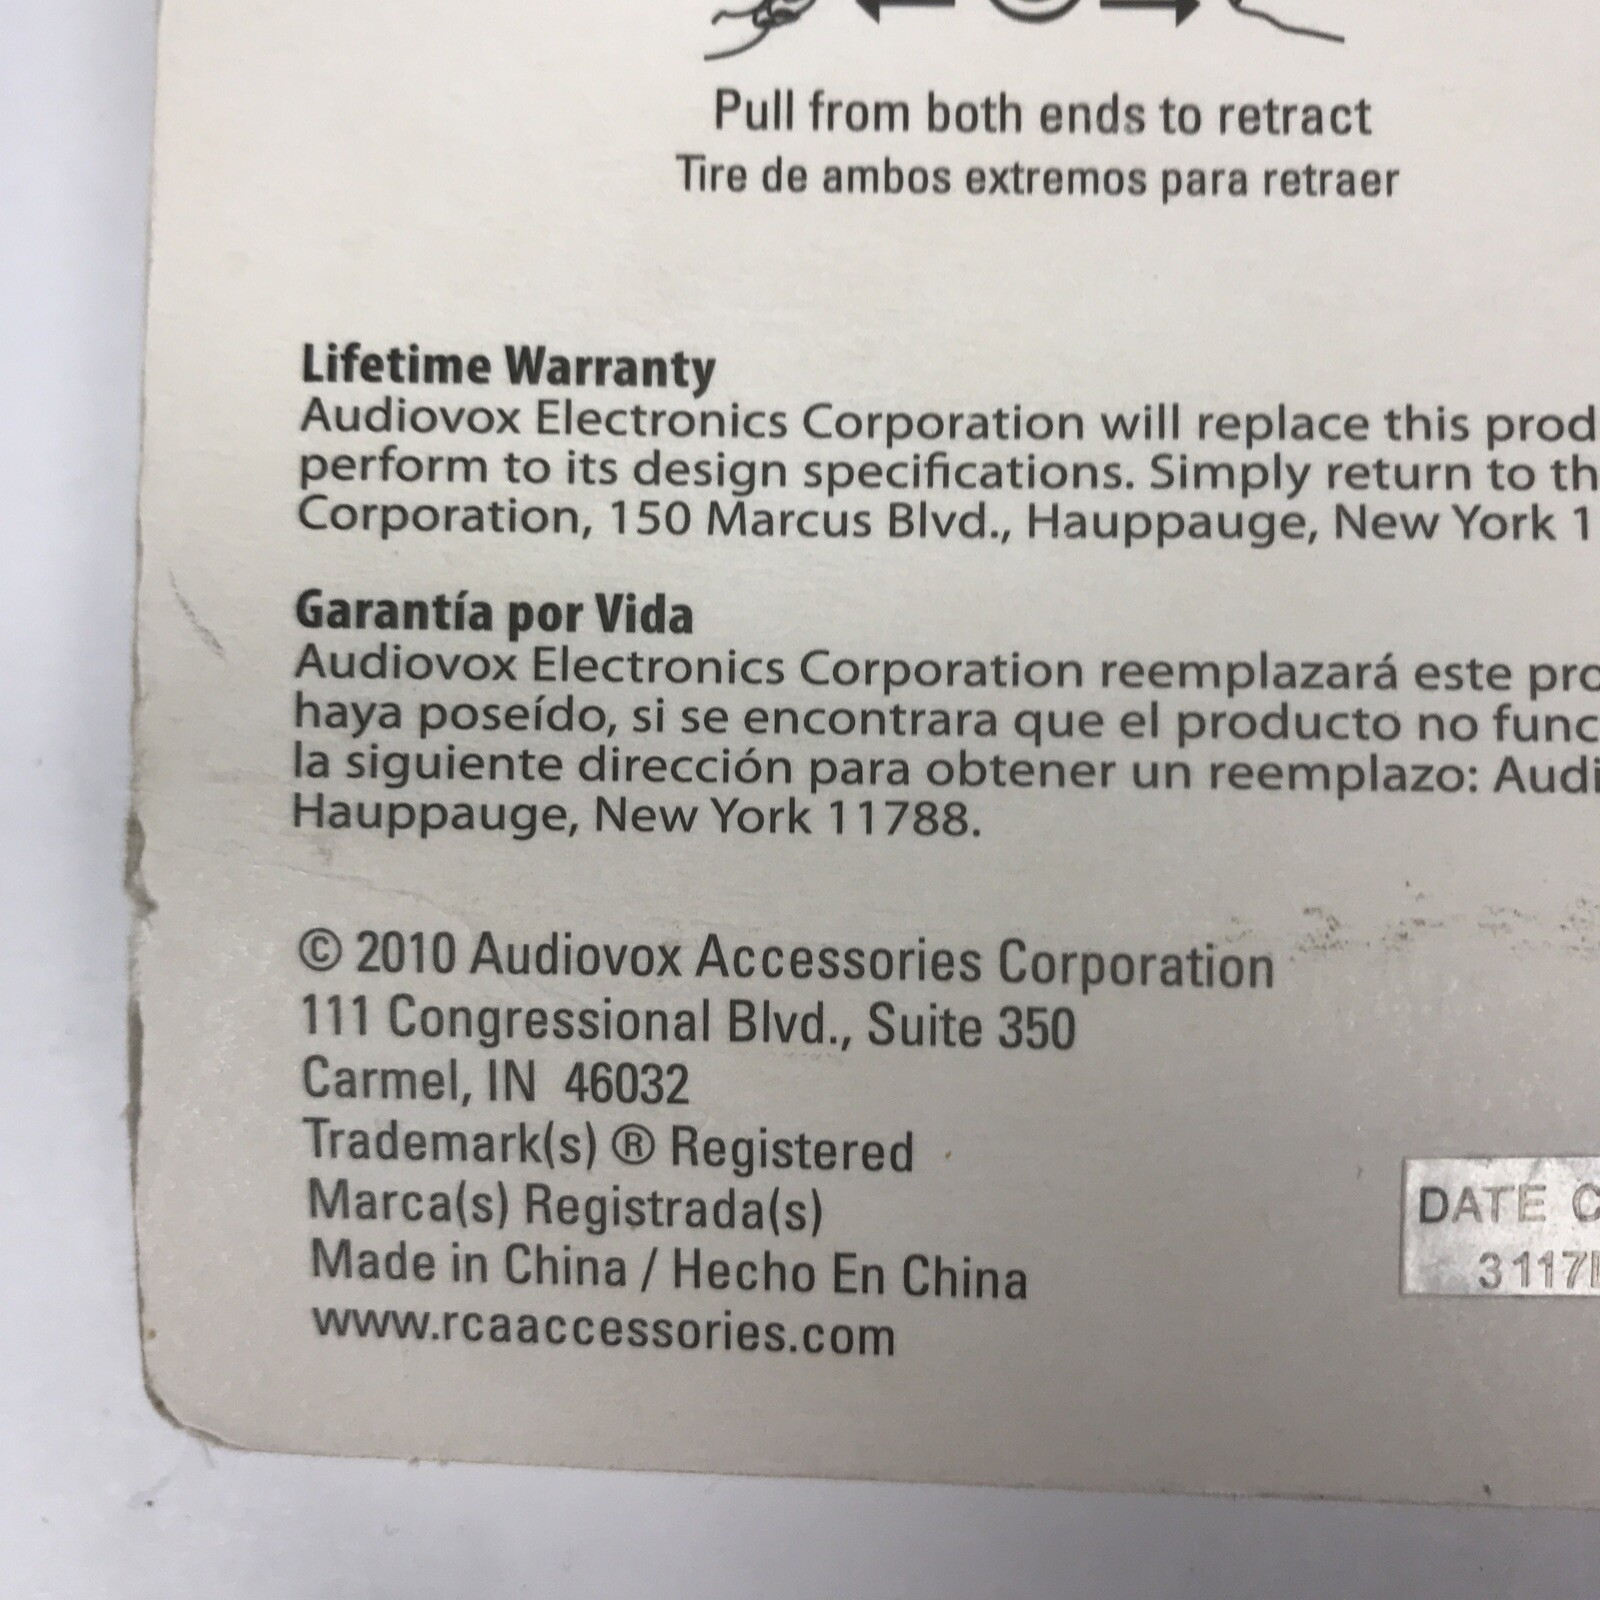 Pull from both ends to retract
Tire de ambos extremos para retraer
Lifetime Warranty
Audiovox Electronics Corporation will replace this prod
perform to its design specifications. Simply return to th
Corporation, 150 Marcus Blvd., Hauppauge, New York 1
Garantía por Vida
Audiovox Electronics Corporation reemplazará este pro
haya poseído, si se encontrara que el producto no func
la siguiente dirección para obtener un reemplazo: Audi
Hauppauge, New York 11788.
© 2010 Audiovox Accessories Corporation
111 Congressional Blvd., Suite 350
Carmel, IN 46032
Trademark(s) ® Registered
Marca(s) Registrada(s)
Made in China / Hecho En China
www.rcaaccessories.com
DATE C
3117